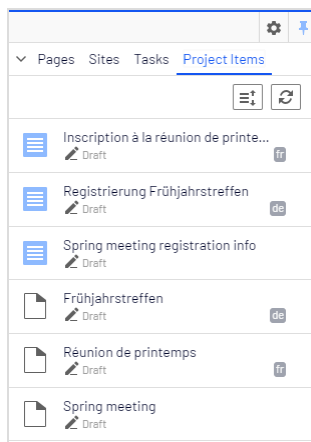 Pages Sites Tasks Project Items
Inscription à la réunion de printe...
Draft
fr
Registrierung Frühjahrstreffen
Draft
de
Spring meeting registration info
Draft
Frühjahrstreffen
Draft
de
Réunion de printemps
Draft
fr
Spring meeting
Draft